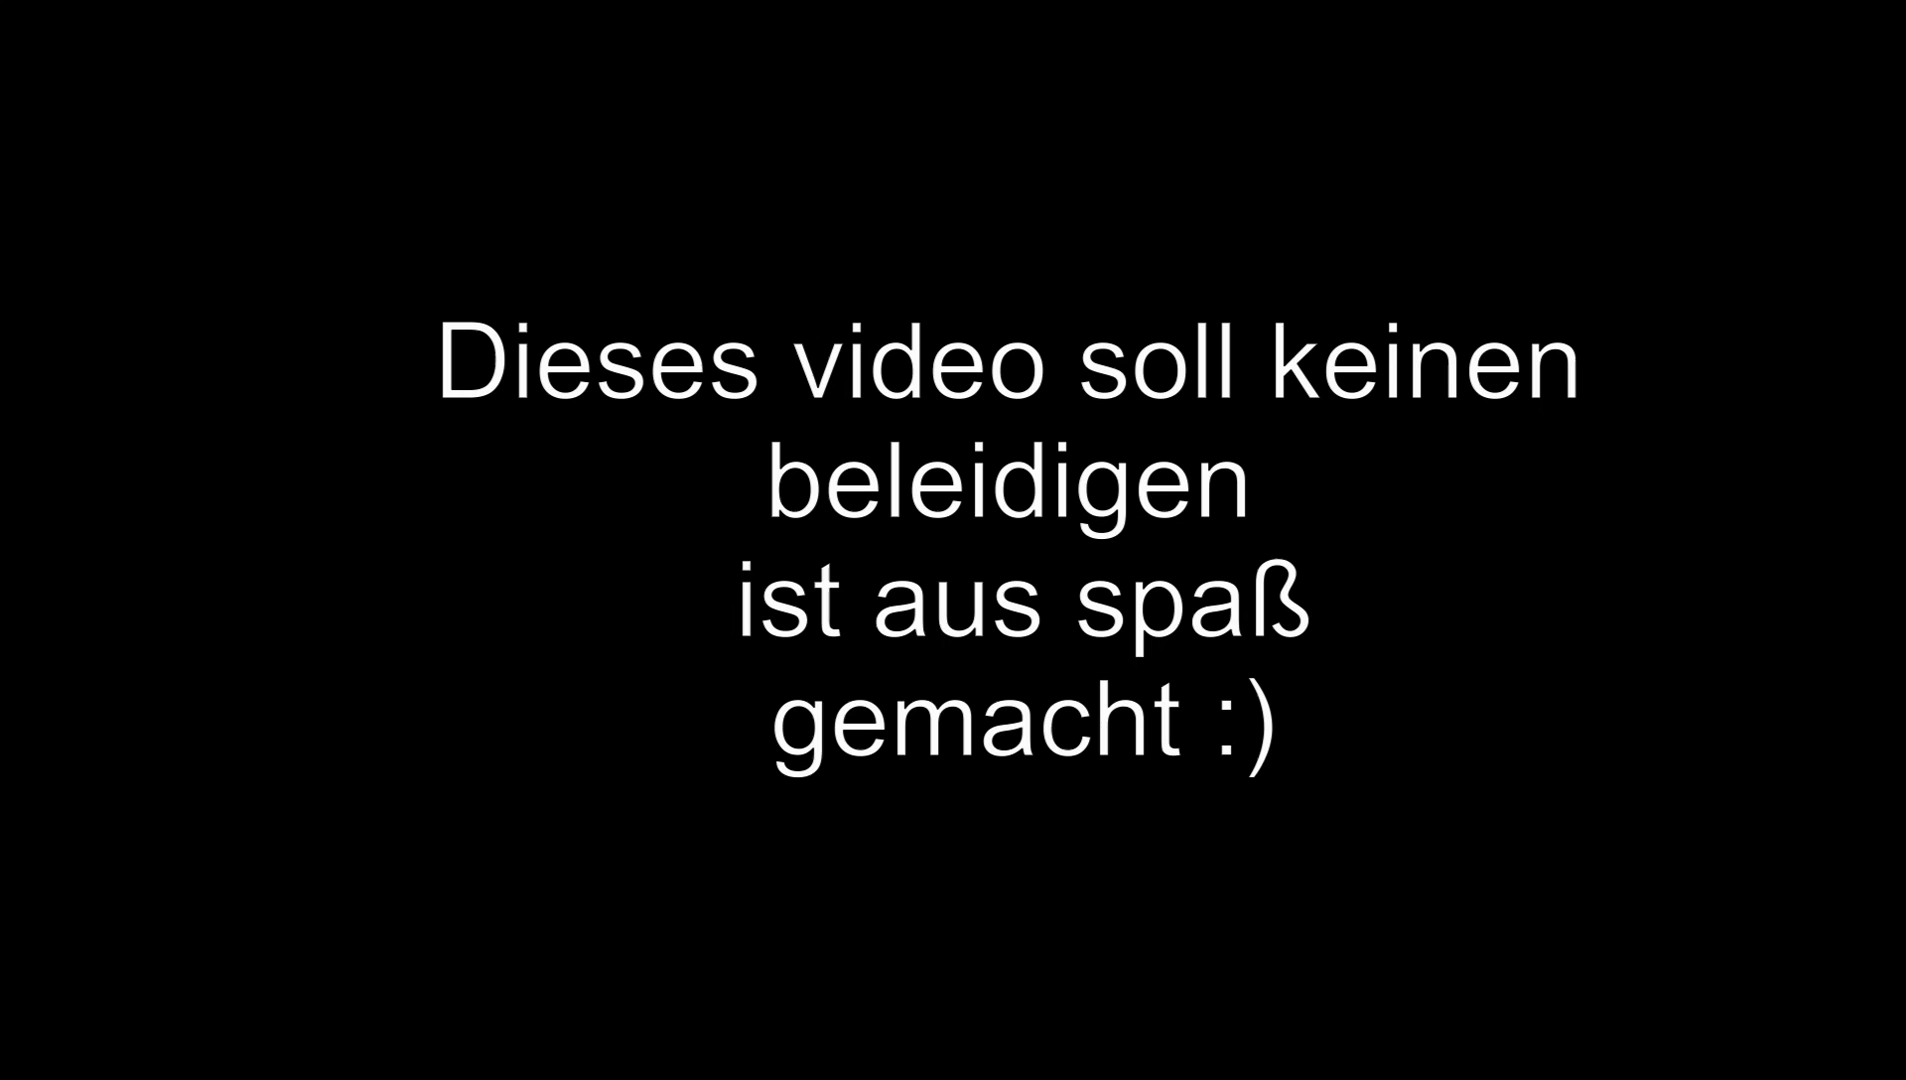 Dieses video soll keinen
beleidigen
ist aus spaß
gemacht :)